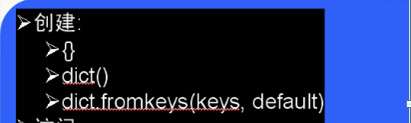 ➢创建:
➢{}
➢dict()
➢dict.fromkeys(keys, default)